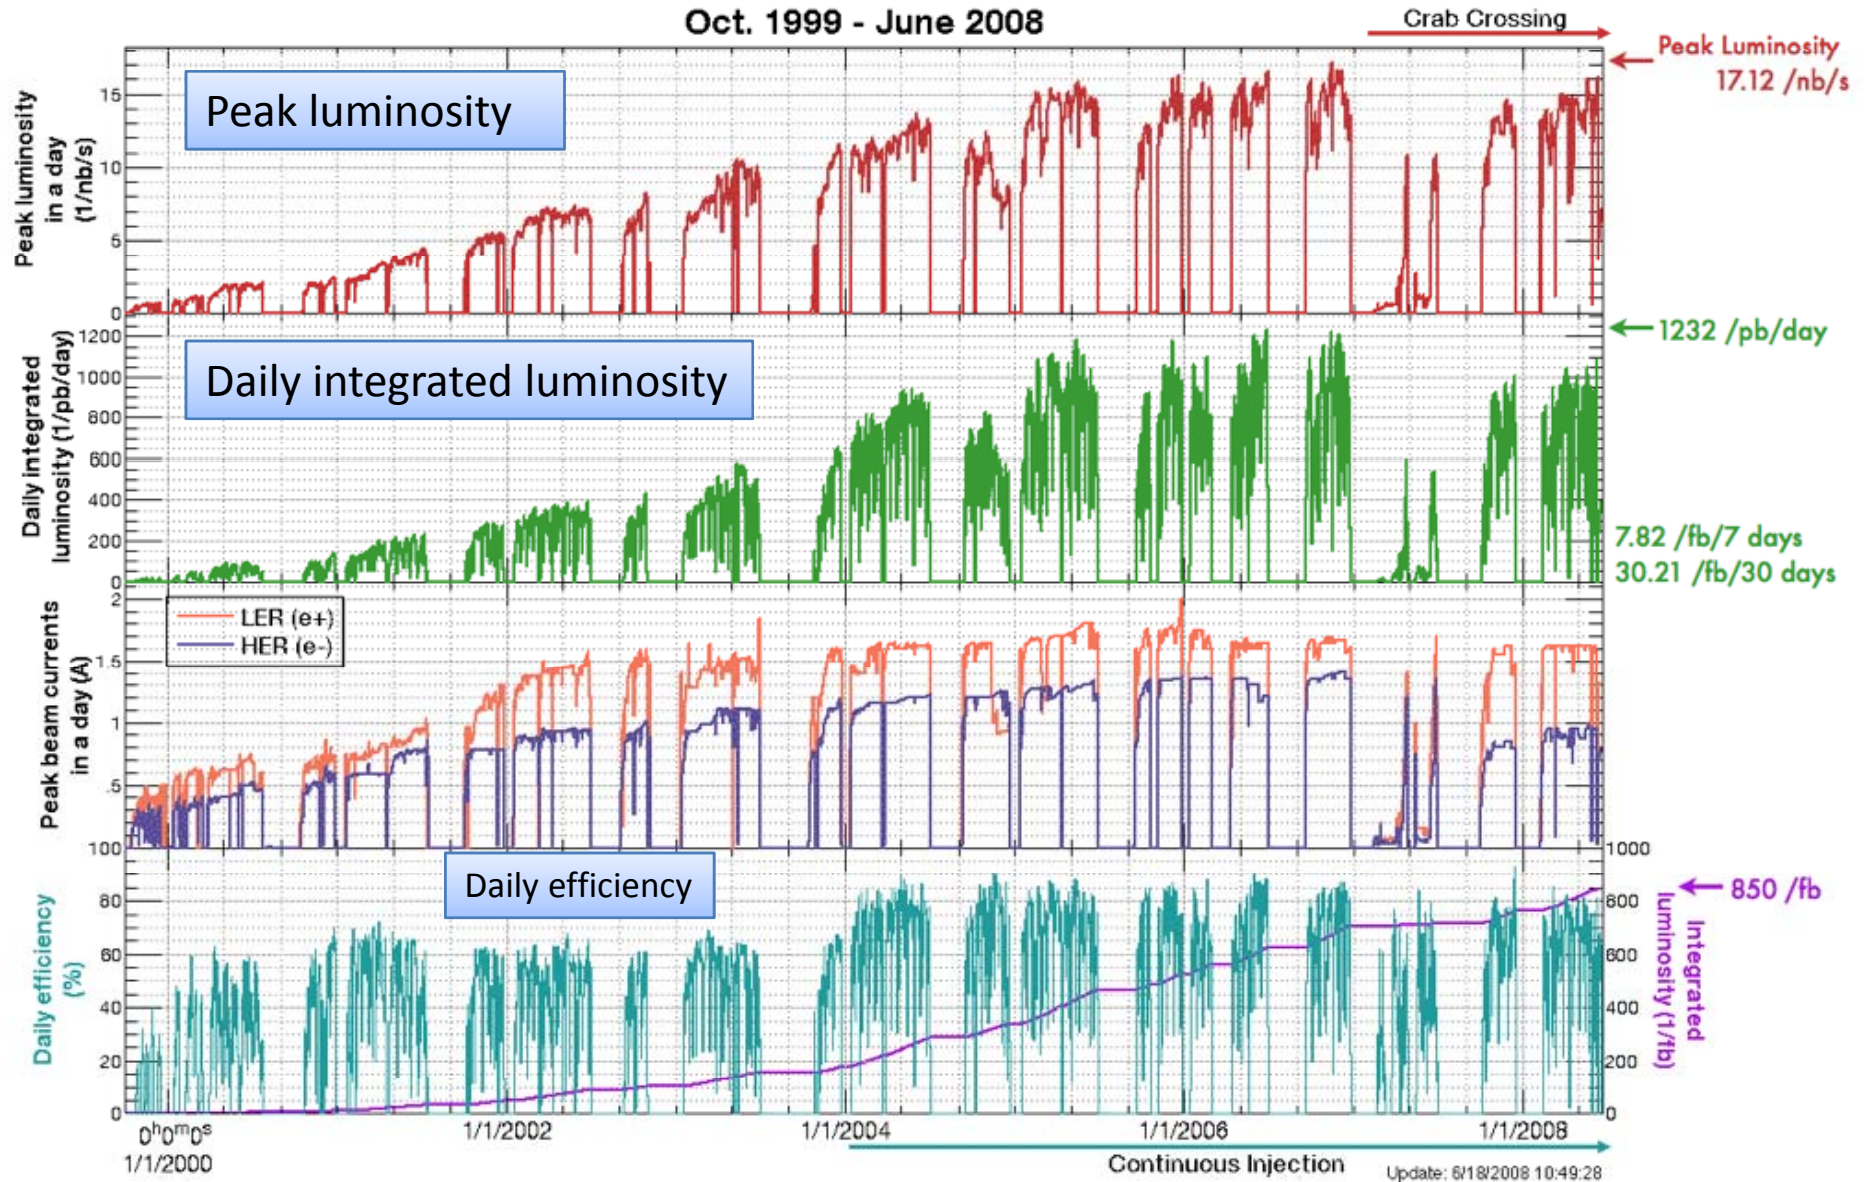 Oct. 1999 - June 2008
Crab Crossing
Peak Luminosity
17.12 /nb/s
Peak luminosity
in a day
(1/nb/s)
15
10
5
0
Peak luminosity
Daily integrated
luminosity (1/pb/day)
1200
1000
800
600
400
200
0
Daily integrated luminosity
1232 /pb/day
7.82 /fb/7 days
30.21 /fb/30 days
Peak beam currents
in a day (A)
2
1.5
1
.5
LER (e+)
HER (e-)
Daily efficiency
Daily efficiency
(%)
100
80
60
40
20
0
1000
800
600
400
200
0
Integrated
luminosity (1/fb)
850 /fb
0h0m0s
1/1/2000
1/1/2002
1/1/2004
1/1/2006
1/1/2008
Continuous Injection
Update: 6/18/2008 10:49:28